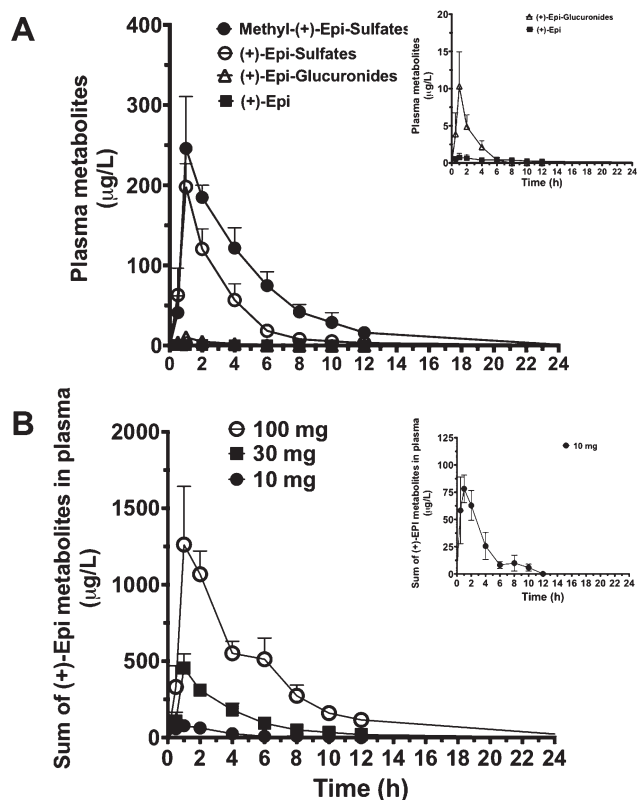 A
Plasma metabolites
(μg/L)
400
300
200
100
0
Methyl-(+)-Epi-Sulfates
(+)-Epi-Sulfates
(+)-Epi-Glucuronides
(+)-Epi
0 2 4 6 8 10 12 14 16 18 20 22 24
Plasma metabolites
(μg/L)
20
15
10
5
0
(+)-Epi-Glucuronides
(+)-Epi
0 2 4 6 8 10 12 14 16 18 20 22 24
Time (h)
B
Sum of (+)-Epi metabolites in plasma
(μg/L)
2000
1500
1000
500
0
100 mg
30 mg
10 mg
0 2 4 6 8 10 12 14 16 18 20 22 24
Time (h)
Sum of (+)-EPI metabolites in plasma
(μg/L)
125
100
75
50
25
0
10 mg
0 2 4 6 8 10 12 14 16 18 20 22 24
Time (h)